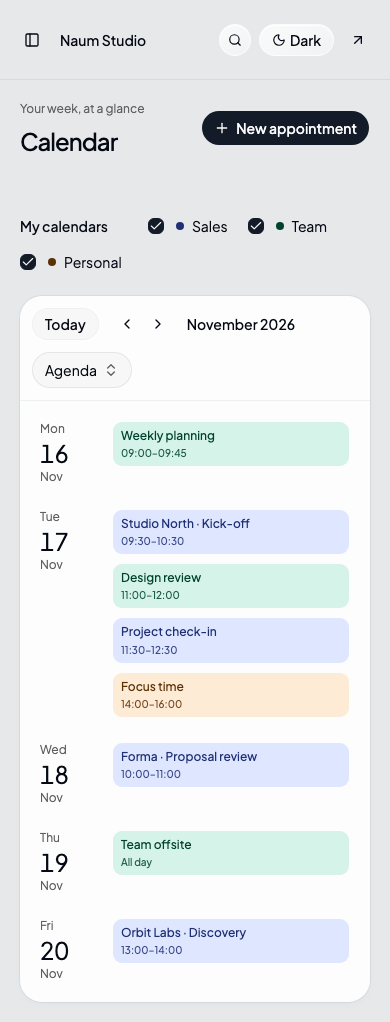 Naum Studio
Dark
Your week, at a glance
Calendar
New appointment
My calendars
Sales
Team
Personal
Today
November 2026
Agenda
Mon
16
Nov
Weekly planning
09:00–09:45
Tue
17
Nov
Studio North · Kick-off
09:30–10:30
Design review
11:00–12:00
Project check-in
11:30–12:30
Focus time
14:00–16:00
Wed
18
Nov
Forma · Proposal review
10:00–11:00
Thu
19
Nov
Team offsite
All day
Fri
20
Nov
Orbit Labs · Discovery
13:00–14:00